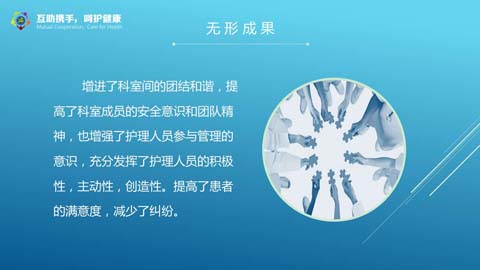 互助携手，呵护健康
Mutual Cooperation, Care for Health
无形成果
增进了科室间的团结和谐，提
高了科室成员的安全意识和团队精
神，也增强了护理人员参与管理的
意识，充分发挥了护理人员的积极
性，主动性，创造性。提高了患者
的满意度，减少了纠纷。